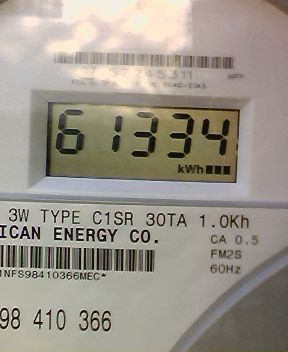 61334
kWh
3W TYPE C1SR 30TA 1.0Kh
ICAN ENERGY CO.
CA 0.5
FM2S
60Hz
1NFS98410366MEC*
98 410 366